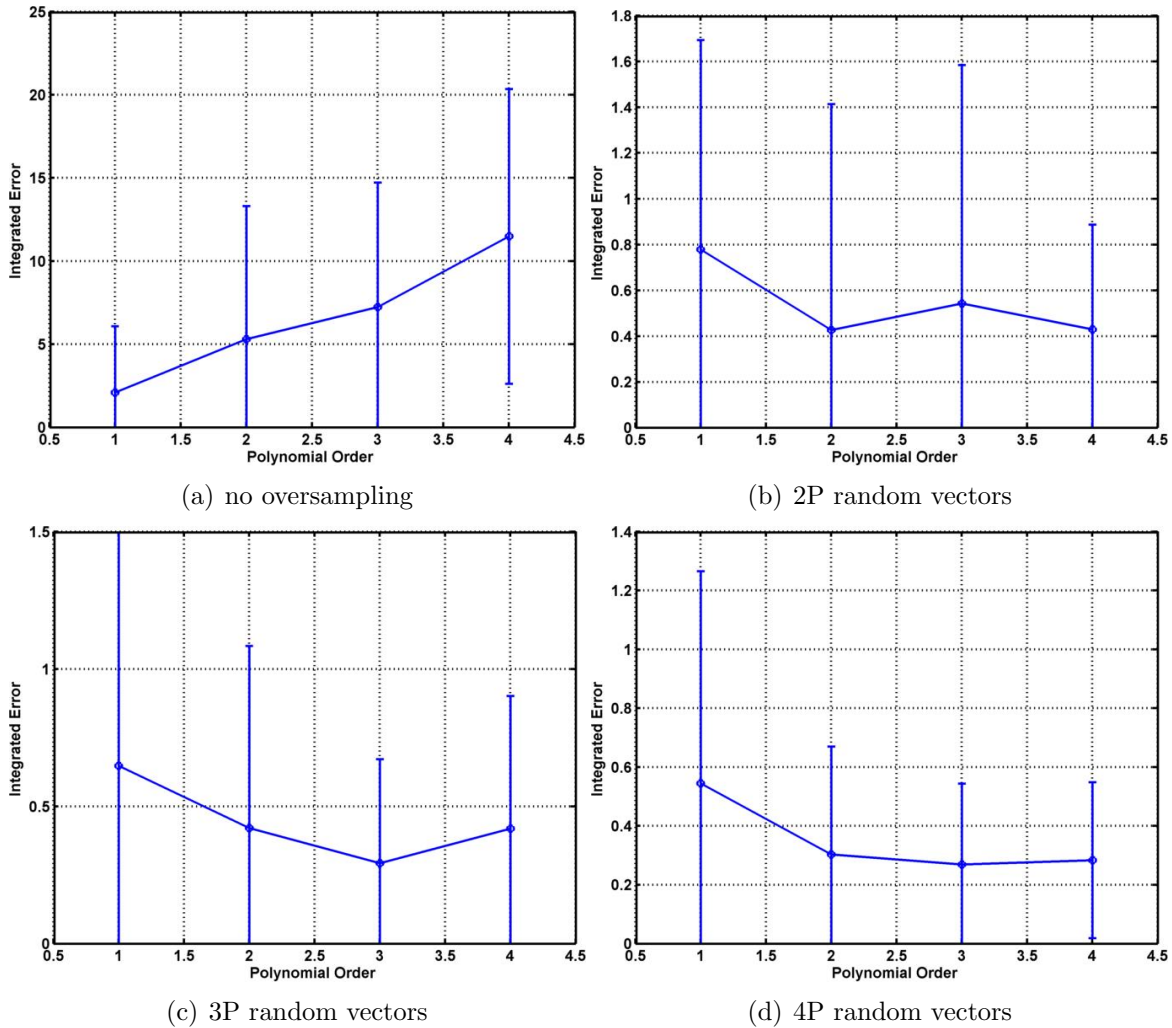 25
20
15
10
5
0
0.5 1 1.5 2 2.5 3 3.5 4 4.5
Integrated Error
Polynomial Order
(a) no oversampling
1.8
1.6
1.4
1.2
1
0.8
0.6
0.4
0.2
0
0.5 1 1.5 2 2.5 3 3.5 4 4.5
Integrated Error
Polynomial Order
(b) 2P random vectors
1.5
1
0.5
0
0.5 1 1.5 2 2.5 3 3.5 4 4.5
Integrated Error
Polynomial Order
(c) 3P random vectors
1.4
1.2
1
0.8
0.6
0.4
0.2
0
0.5 1 1.5 2 2.5 3 3.5 4 4.5
Integrated Error
Polynomial Order
(d) 4P random vectors